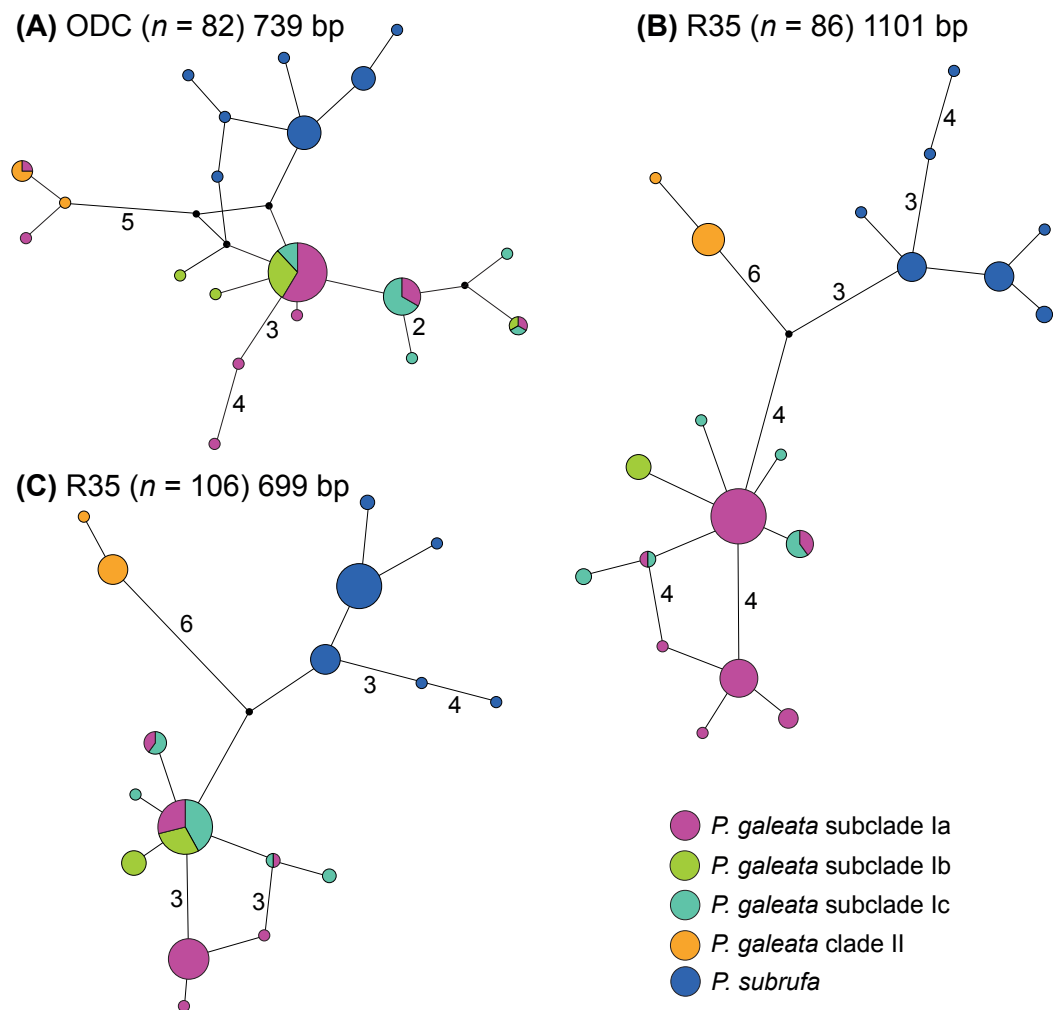 (A) ODC (n = 82) 739 bp
(B) R35 (n = 86) 1101 bp
4
3
5
6
3
3
2
4
4
(C) R35 (n = 106) 699 bp
4
4
6
3
4
3
3
P. galeata subclade Ia
P. galeata subclade Ib
P. galeata subclade Ic
P. galeata clade II
P. subrufa